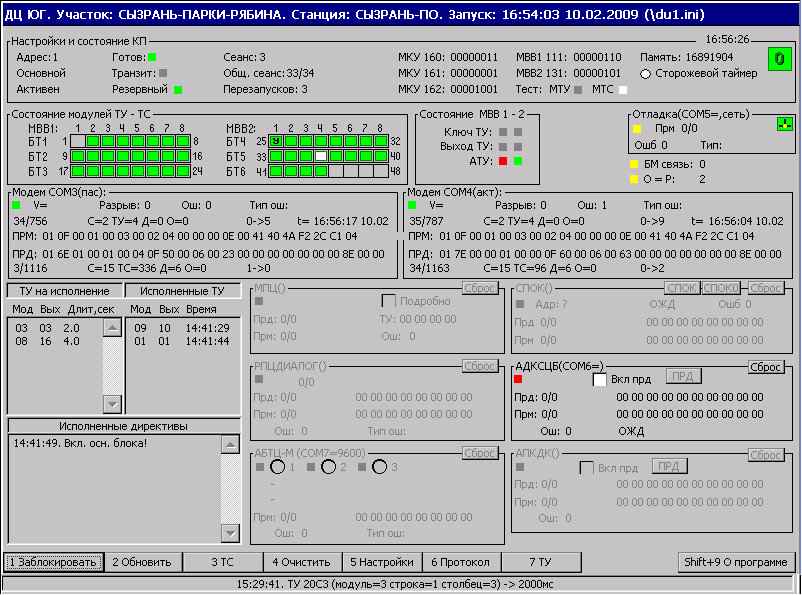 ДЦ ЮГ. Участок: СЫЗРАНЬ-ПАРКИ-РЯБИНА. Станция: СЫЗРАНЬ-ПО. Запуск: 16:54:03 10.02.2009 (\du1.ini)
Настройки и состояние КП 16:56:26
Адрес: 1 Готов: Сеанс: 3 МКУ 160: 00000011 МВВ1 111: 00000110 Память: 16891904 0
Основной Транзит: Общ. сеанс: 33/34 МКУ 161: 00000001 МВВ2 131: 00000101 Сторожевой таймер
Активен Резервный Перезапусков: 3 МКУ 162: 01001001 Тест: МТУ МТС
Состояние модулей ТУ - ТС
МВВ1: 1 2 3 4 5 6 7 8 МВВ2: 1 2 3 4 5 6 7 8
БТ1 1 8 БТ4 25 9 32
БТ2 9 16 БТ5 33 40
БТ3 17 24 БТ6 41 48
Состояние МВВ 1 - 2
Ключ ТУ:
Выход ТУ:
АТУ:
Отладка(COM5=,сеть)
Прм 0/0
Ошб 0 Тип:
БМ связь: 0
О = Р: 2
Модем COM3(пас)
V= Разрыв: 0 Ош: 0 Тип ош:
34/756 С=2 ТУ=4 Д=0 О=0 0->5 t= 16:56:17 10.02
ПРМ: 01 0F 00 01 00 03 00 02 04 00 00 00 0E 00 41 40 4A F2 2C C1 04
ПРД: 01 6E 01 00 01 00 04 0F 50 00 06 00 23 00 00 00 00 00 00 8E 00 00
3/1116 С=15 ТС=336 Д=6 О=0 1->0
Модем COM4(акт)
V= Разрыв: 0 Ош: 1 Тип ош:
35/787 С=2 ТУ=4 Д=0 О=0 0->9 t= 16:56:04 10.02
ПРМ: 01 0F 00 01 00 03 00 02 04 00 00 00 0E 00 41 40 4A F2 2C C1 04
ПРД: 01 7E 00 01 00 01 00 0F 60 00 06 00 63 00 00 00 00 00 00 8E 00 00
34/1163 С=15 ТС=96 Д=6 О=0 0->2
ТУ на исполнение Исполненные ТУ
Мод Вых Длит,сек Мод Вых Время
03 03 2.0 09 10 14:41:29
08 16 4.0 01 01 14:41:44
Исполненные директивы
14:41:49. Вкл. осн. блока!
МПЦ() Сброс
Подробно
Прд: 0/0 ТУ: 00 00 00 00
Прм: 0/0 Ош: 0
СПОК() СПОК СПОК0 Сброс
Адр: ? ОЖД Ошб 0
Прд 0/0 00 00 00 00 00 00 00 00
Прм 0/0 00 00 00 00 00 00 00 00
РПЦДИАЛОГ() Сброс
0/0
Прд: 0/0 00 00 00 00 00 00 00 00
Прм: 0/0 00 00 00 00 00 00 00 00
Ош: 0 Тип ош:
АДКСЦБ(COM6=) Сброс
Вкл прд ПРД
Прд: 0/0 00 00 00 00 00 00 00 00 00 00
Прм: 0/0 00 00 00 00 00 00 00 00 00 00
Ош: 0 ОЖД
АБТЦ-М (COM7=9600) Сброс
1 2 3
-
-
Прм: 0/0 00 00 00 00 00 00 00 00
Ош: 0 Тип ош:
АПКДК() Сброс
Вкл прд ПРД
Прд: 0/0 00 00 00 00 00 00 00 00 00 00
Прм: 0/0 00 00 00 00 00 00 00 00 00 00
Ош: 0
1 Заблокировать 2 Обновить 3 ТС 4 Очистить 5 Настройки 6 Протокол 7 ТУ Shift+9 О программе
15:29:41. ТУ 20С3 (модуль=3 строка=1 столбец=3) -> 2000мс